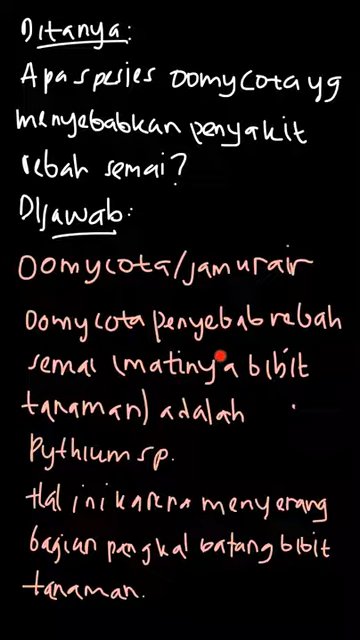 Ditanya:
Apa spesies Oomycota yg
menyebabkan penyakit
rebah semai?
DIjawab:
Oomycota/jamur air
Oomycota penyebab rebah
semai (matinya bibit
tanaman) adalah
Pythium sp.
Hal ini karena menyerang
bagian pangkal batang bibit
tanaman.